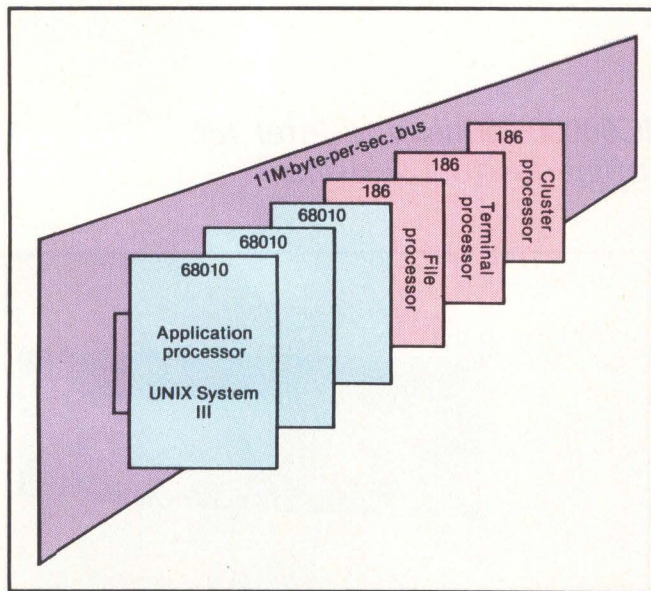 11M-byte-per-sec. bus
186
Cluster
processor
186
Terminal
processor
186
File
processor
68010
68010
68010
Application
processor
UNIX System
III